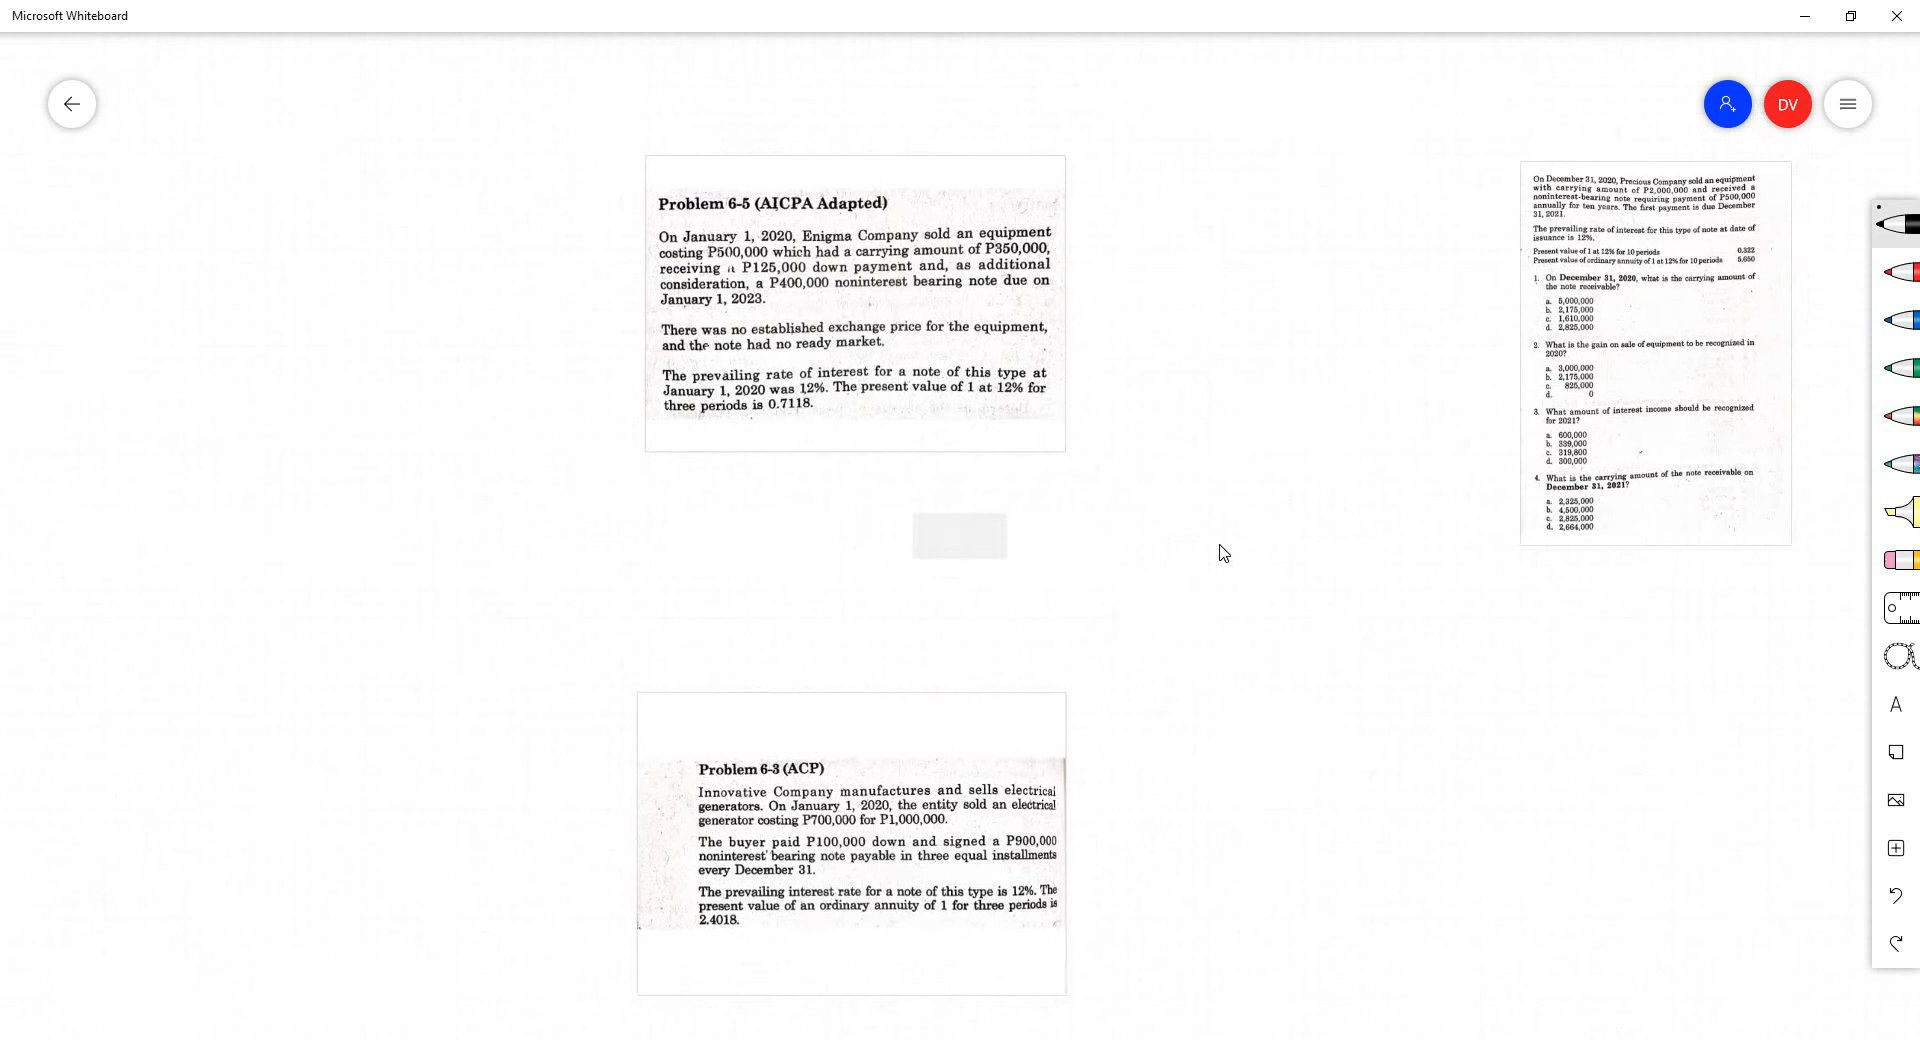 Microsoft Whiteboard
DV
Problem 6-5 (AICPA Adapted)
On January 1, 2020, Enigma Company sold an equipment
costing P500,000 which had a carrying amount of P350,000,
receiving a P125,000 down payment and, as additional
consideration, a P400,000 noninterest bearing note due on
January 1, 2023.
There was no established exchange price for the equipment,
and the note had no ready market.
The prevailing rate of interest for a note of this type at
January 1, 2020 was 12%. The present value of 1 at 12% for
three periods is 0.7118.
Problem 6-3 (ACP)
Innovative Company manufactures and sells electrical
generators. On January 1, 2020, the entity sold an electrical
generator costing P700,000 for P1,000,000.
The buyer paid P100,000 down and signed a P900,000
noninterest bearing note payable in three equal installments
every December 31.
The prevailing interest rate for a note of this type is 12%. The
present value of an ordinary annuity of 1 for three periods is
2.4018.
On December 31, 2020, Precious Company sold an equipment
with carrying amount of P2,000,000 and received a
noninterest-bearing note requiring payment of P500,000
annually for ten years. The first payment is due December
31, 2021.
The prevailing rate of interest for this type of note at date of
issuance is 12%.
Present value of 1 at 12% for 10 periods 0.322
Present value of ordinary annuity of 1 at 12% for 10 periods 5.650
1. On December 31, 2020, what is the carrying amount of
the note receivable?
a. 5,000,000
b. 2,175,000
c. 1,610,000
d. 2,825,000
2. What is the gain on sale of equipment to be recognized in
2020?
a. 3,000,000
b. 2,175,000
c. 825,000
d. 0
3. What amount of interest income should be recognized
for 2021?
a. 600,000
b. 339,000
c. 319,800
d. 300,000
4. What is the carrying amount of the note receivable on
December 31, 2021?
a. 2,325,000
b. 4,500,000
c. 2,825,000
d. 2,664,000
A